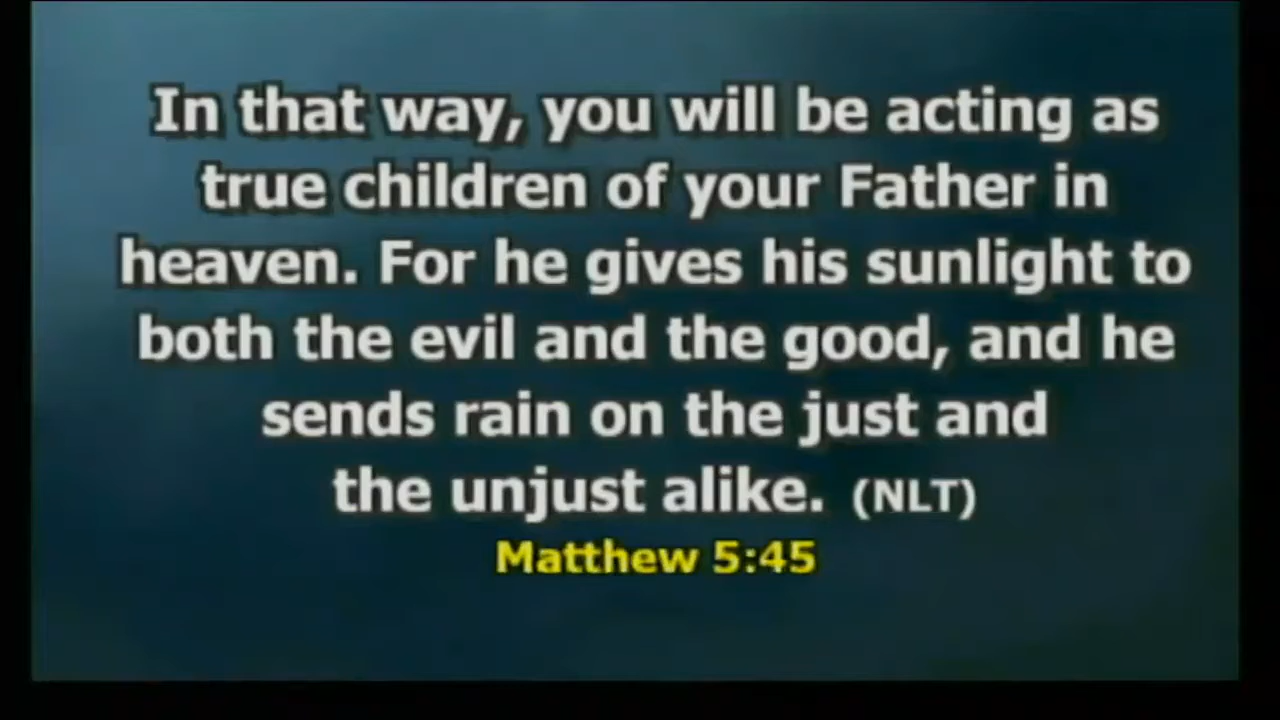 In that way, you will be acting as
true children of your Father in
heaven. For he gives his sunlight to
both the evil and the good, and he
sends rain on the just and
the unjust alike. (NLT)
Matthew 5:45